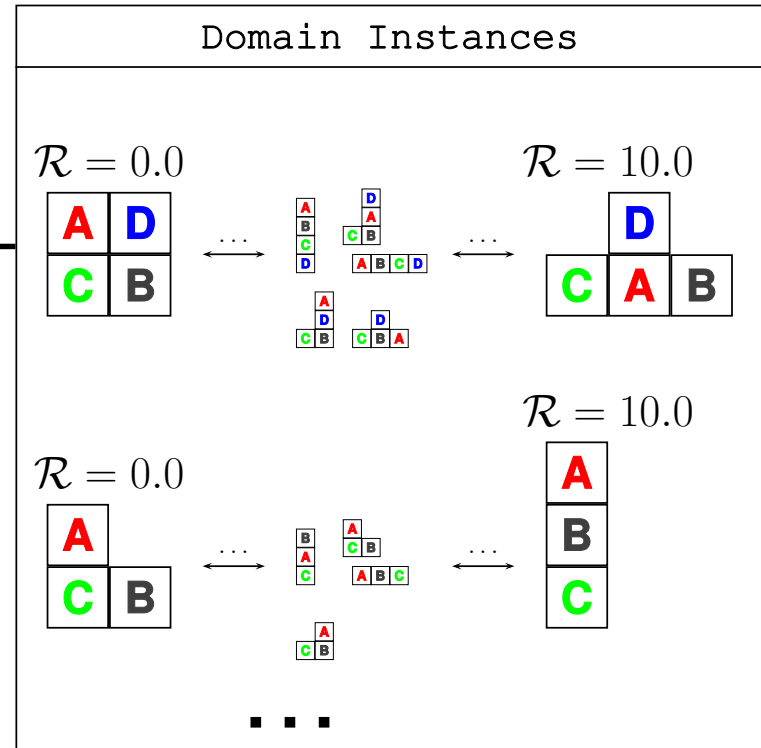 Domain Instances
ℛ = 0.0
ℛ = 10.0
A D
C B
...
A
B
C
D
D
A
C B
A B C D
A
D
C B
D
C B A
...
D
C A B
ℛ = 0.0
ℛ = 10.0
A
C B
...
B
A
C
A
C B
A B C
A
C B
...
A
B
C
...